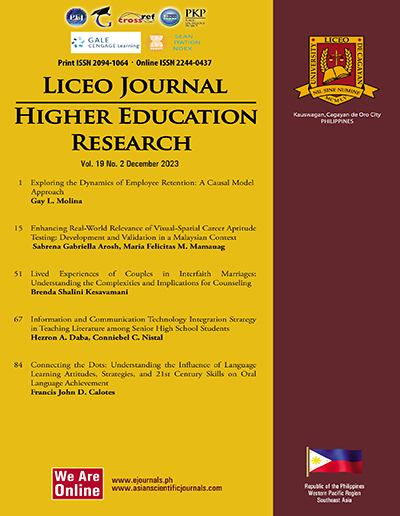 crossref
PKP
GALE
CENGAGE Learning
Print ISSN 2094-1064 · Online ISSN 2244-0437
LICEO JOURNAL
HIGHER EDUCATION
RESEARCH
Vol. 19 No. 2 December 2023
1 Exploring the Dynamics of Employee Retention: A Causal Model
Approach
Gay L. Molina
15 Enhancing Real-World Relevance of Visual-Spatial Career Aptitude
Testing: Development and Validation in a Malaysian Context
Sabrena Gabriella Arosh, Maria Felicitas M. Mamauag
51 Lived Experiences of Couples in Interfaith Marriages:
Understanding the Complexities and Implications for Counseling
Brenda Shalini Kesavamani
67 Information and Communication Technology Integration Strategy
in Teaching Literature among Senior High School Students
Hezron A. Daba, Conniebel C. Nistal
84 Connecting the Dots: Understanding the Influence of Language
Learning Attitudes, Strategies, and 21st Century Skills on Oral
Language Achievement
Francis John D. Calotes
We Are
Online
www.ejournals.ph
www.asianscientificjournals.com
LICEO
UNIVERSITY
DE CAGAYAN
NIL SINE NUMINE
MCMLV
Kauswagan, Cagayan de Oro City
PHILIPPINES
Republic of the Philippines
Western Pacific Region
Southeast Asia